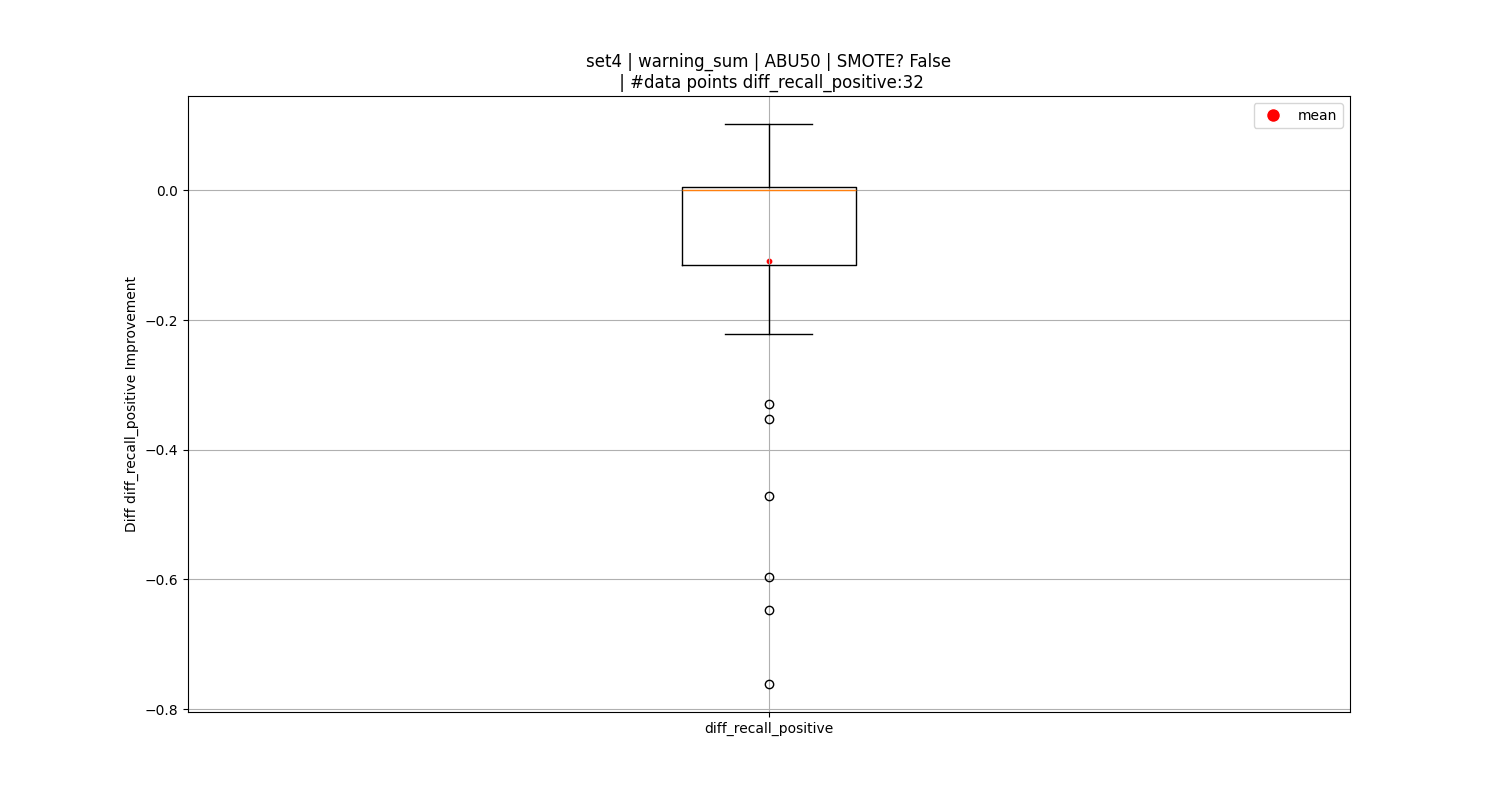 set4 | warning_sum | ABU50 | SMOTE? False
| #data points diff_recall_positive:32
mean
0.0
−0.2
−0.4
−0.6
−0.8
Diff diff_recall_positive Improvement
diff_recall_positive